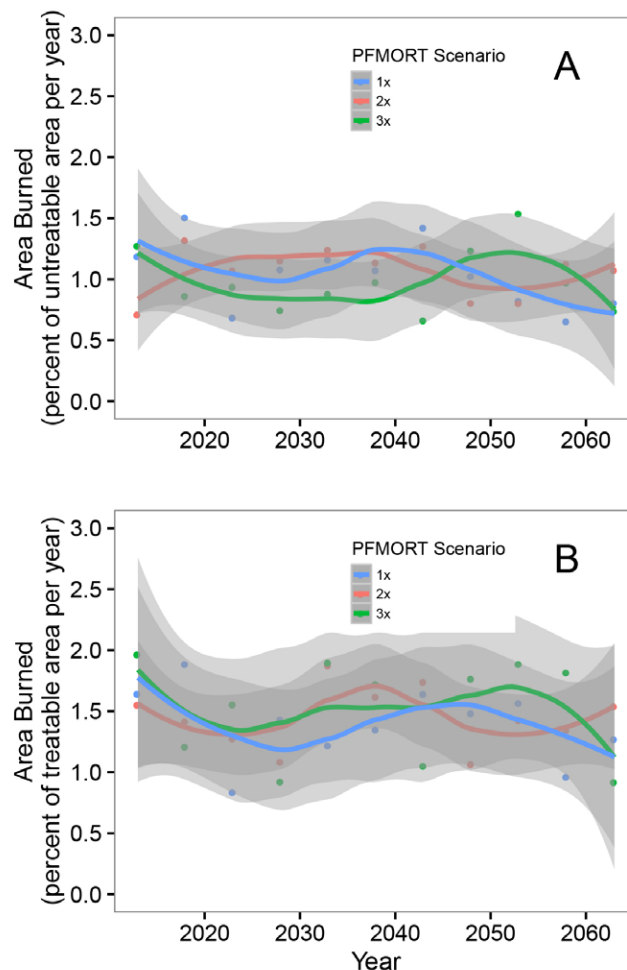 3.0
2.5
2.0
1.5
1.0
0.5
0.0
Area Burned
(percent of untreatable area per year)
PFMORT Scenario
1x
2x
3x
A
2020 2030 2040 2050 2060
3.0
2.5
2.0
1.5
1.0
0.5
0.0
Area Burned
(percent of treatable area per year)
PFMORT Scenario
1x
2x
3x
B
2020 2030 2040 2050 2060
Year